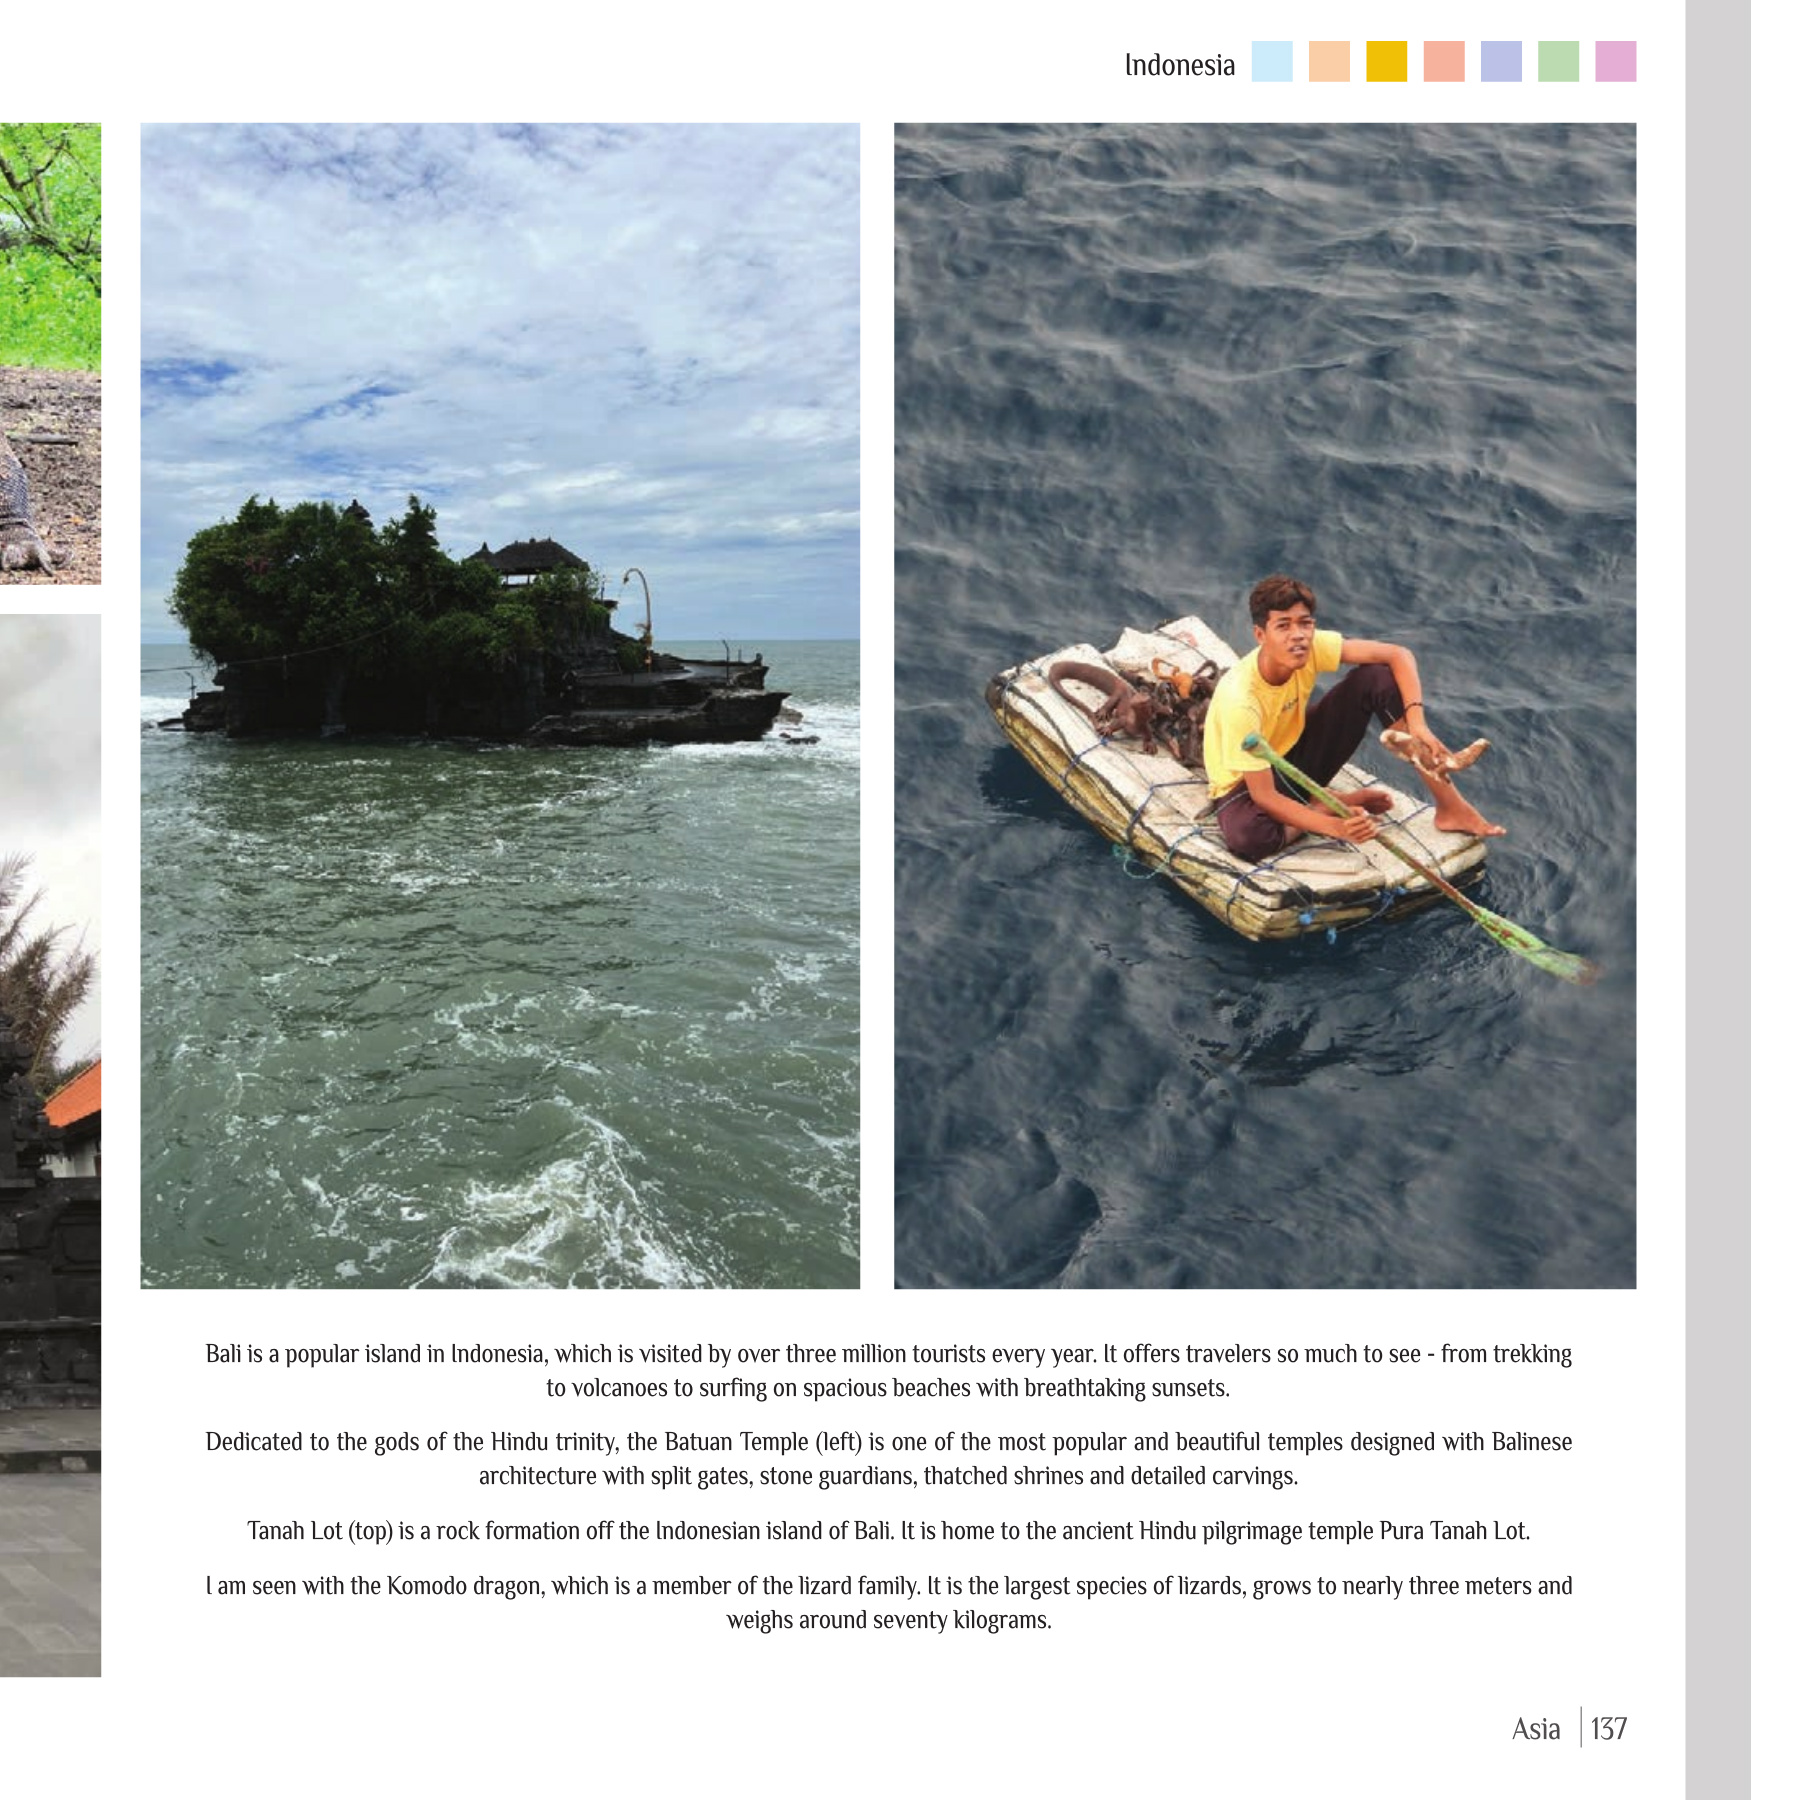 Indonesia
Bali is a popular island in Indonesia, which is visited by over three million tourists every year. It offers travelers so much to see - from trekking
to volcanoes to surfing on spacious beaches with breathtaking sunsets.
Dedicated to the gods of the Hindu trinity, the Batuan Temple (left) is one of the most popular and beautiful temples designed with Balinese
architecture with split gates, stone guardians, thatched shrines and detailed carvings.
Tanah Lot (top) is a rock formation off the Indonesian island of Bali. It is home to the ancient Hindu pilgrimage temple Pura Tanah Lot.
I am seen with the Komodo dragon, which is a member of the lizard family. It is the largest species of lizards, grows to nearly three meters and
weighs around seventy kilograms.
Asia 137